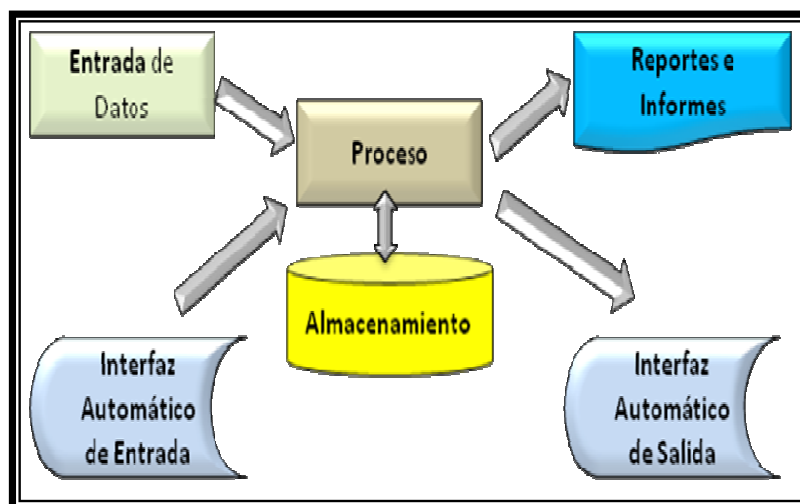 Entrada de
Datos
Reportes e
Informes
Proceso
Almacenamiento
Interfaz
Automático
de Entrada
Interfaz
Automático
de Salida